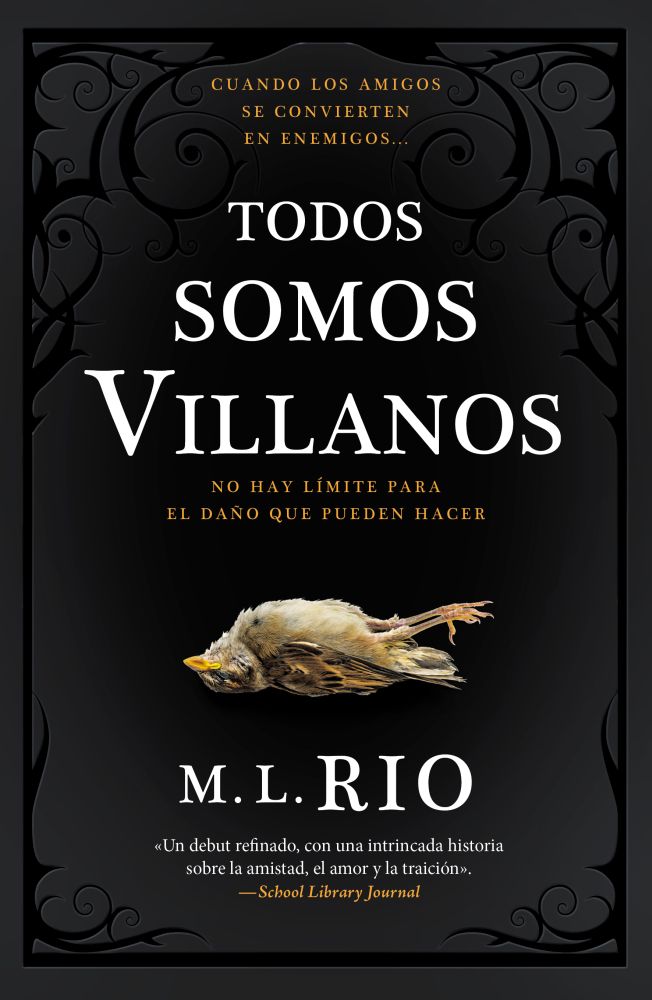 CUANDO LOS AMIGOS
SE CONVIERTEN
EN ENEMIGOS...
TODOS
SOMOS
VILLANOS
NO HAY LÍMITE PARA
EL DAÑO QUE PUEDEN HACER
M. L. RIO
«Un debut refinado, con una intrincada historia
sobre la amistad, el amor y la traición».
—School Library Journal